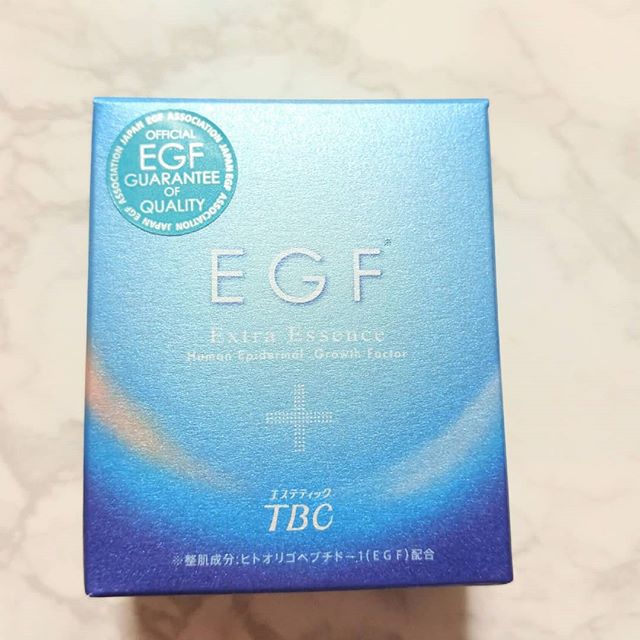 JAPAN EGF ASSOCIATION JAPAN EGF ASSOCIATION JAPAN EGF ASSOCIATION
OFFICIAL
EGF
GUARANTEE
OF
QUALITY
EGF※
Extra Essence
Human Epidermal Growth Factor
エステティック
TBC
※整肌成分:ヒトオリゴペプチドー1(EGF)配合